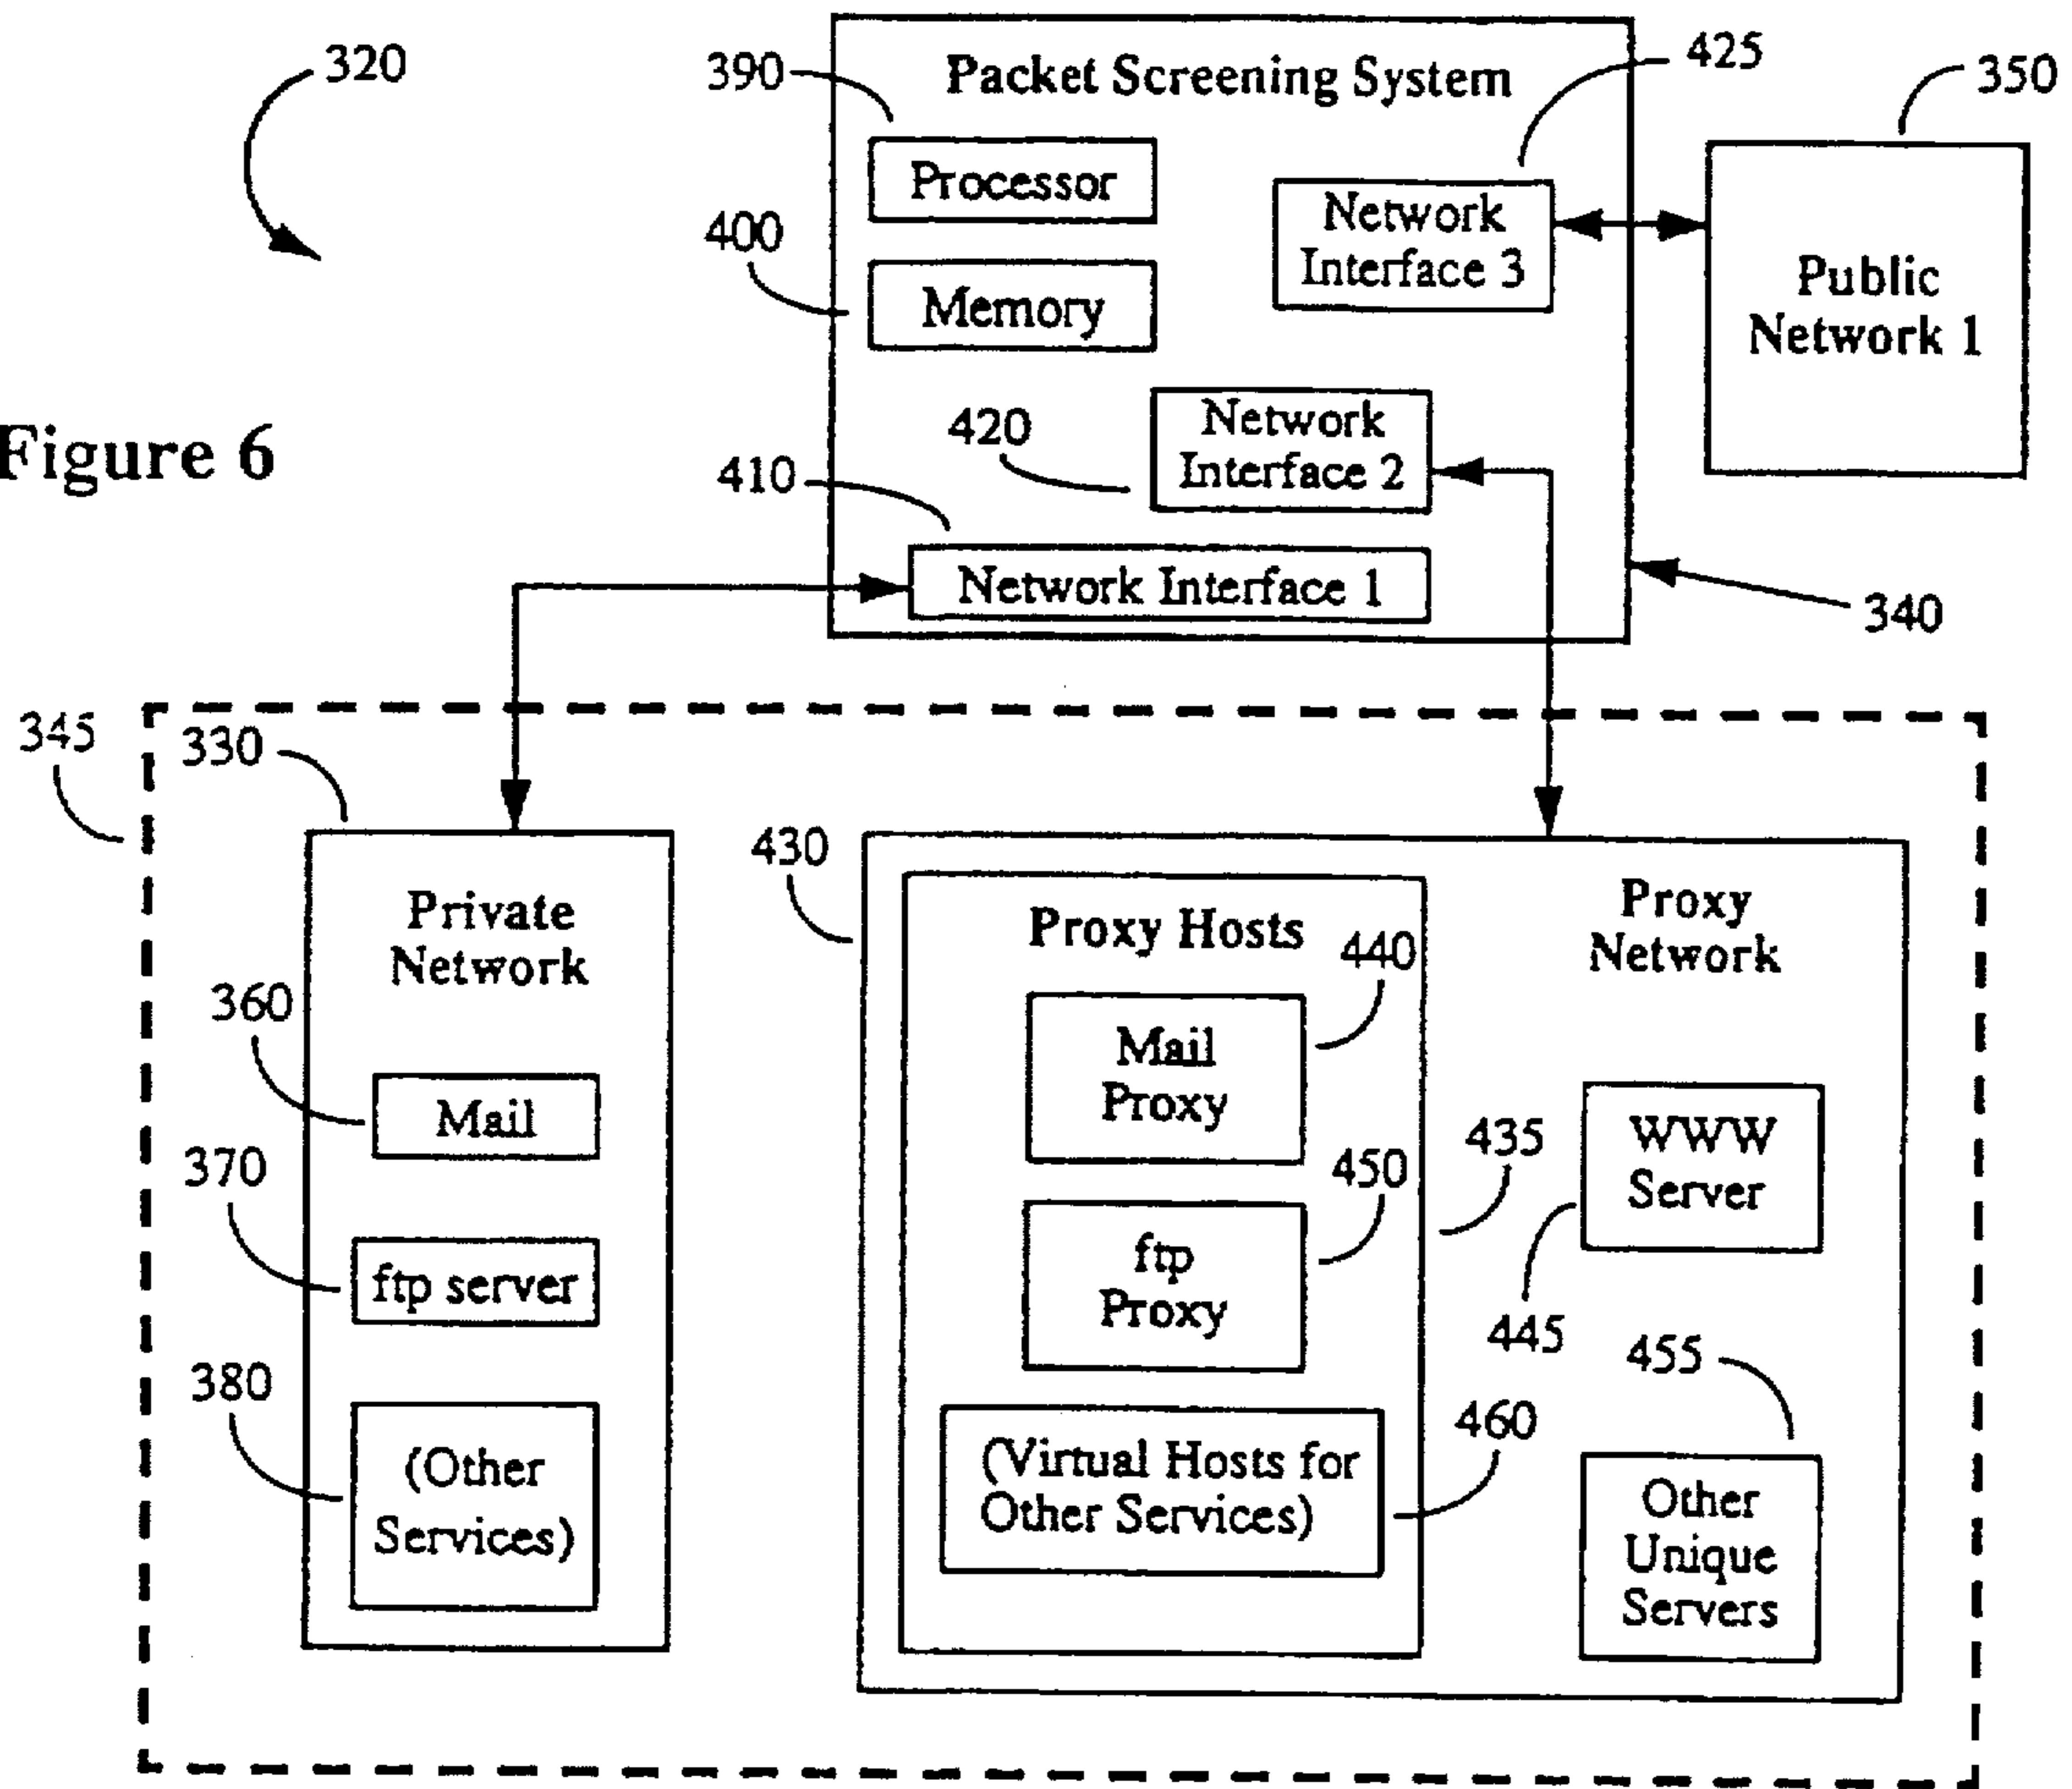 320
390
Packet Screening System
425
350
Processor
Network
Interface 3
400
Memory
Public
Network 1
Figure 6
420
Network
Interface 2
410
Network Interface 1
340
345
330
430
Private
Network
Proxy Hosts
Proxy
Network
360
Mail
440
Mail
Proxy
WWW
Server
435
370
ftp server
450
ftp
Proxy
445
455
380
(Other
Services)
460
(Virtual Hosts for
Other Services)
Other
Unique
Servers